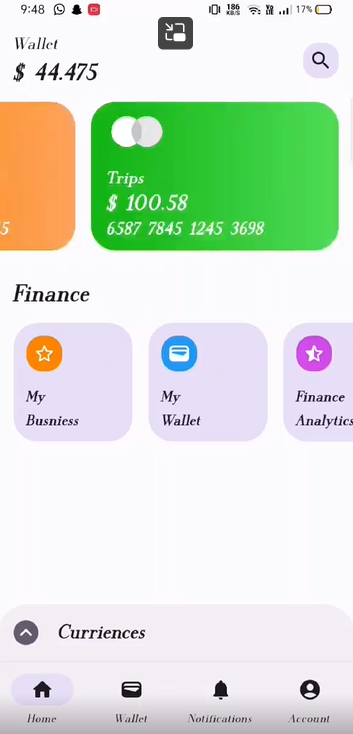 9:48
186
KB/S
17%
Wallet
$ 44.475
Trips
$ 100.58
5
6587 7845 1245 3698
Finance
My
Busniess
My
Wallet
Finance
Analytics
Curriences
Home
Wallet
Notifications
Account